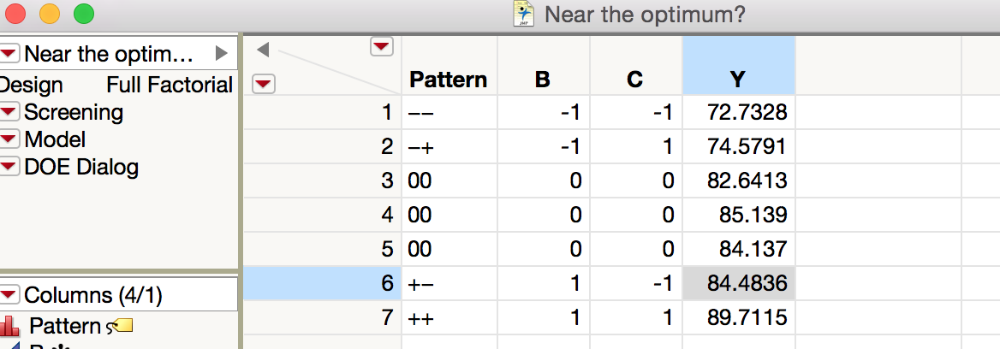 Near the optimum?
Near the optim...
Design Full Factorial
Screening
Model
DOE Dialog
Columns (4/1)
Pattern
Pattern B C Y
1 −− -1 -1 72.7328
2 −+ -1 1 74.5791
3 00 0 0 82.6413
4 00 0 0 85.139
5 00 0 0 84.137
6 +− 1 -1 84.4836
7 ++ 1 1 89.7115